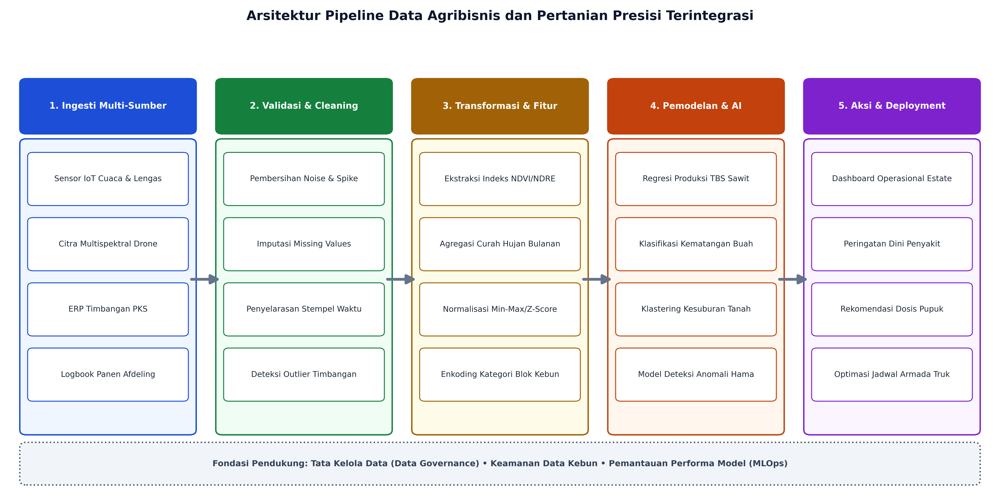 Arsitektur Pipeline Data Agribisnis dan Pertanian Presisi Terintegrasi
1. Ingesti Multi-Sumber
Sensor IoT Cuaca & Lengas
Citra Multispektral Drone
ERP Timbangan PKS
Logbook Panen Afdeling
2. Validasi & Cleaning
Pembersihan Noise & Spike
Imputasi Missing Values
Penyelarasan Stempel Waktu
Deteksi Outlier Timbangan
3. Transformasi & Fitur
Ekstraksi Indeks NDVI/NDRE
Agregasi Curah Hujan Bulanan
Normalisasi Min-Max/Z-Score
Enkoding Kategori Blok Kebun
4. Pemodelan & AI
Regresi Produksi TBS Sawit
Klasifikasi Kematangan Buah
Klastering Kesuburan Tanah
Model Deteksi Anomali Hama
5. Aksi & Deployment
Dashboard Operasional Estate
Peringatan Dini Penyakit
Rekomendasi Dosis Pupuk
Optimasi Jadwal Armada Truk
Fondasi Pendukung: Tata Kelola Data (Data Governance) • Keamanan Data Kebun • Pemantauan Performa Model (MLOps)